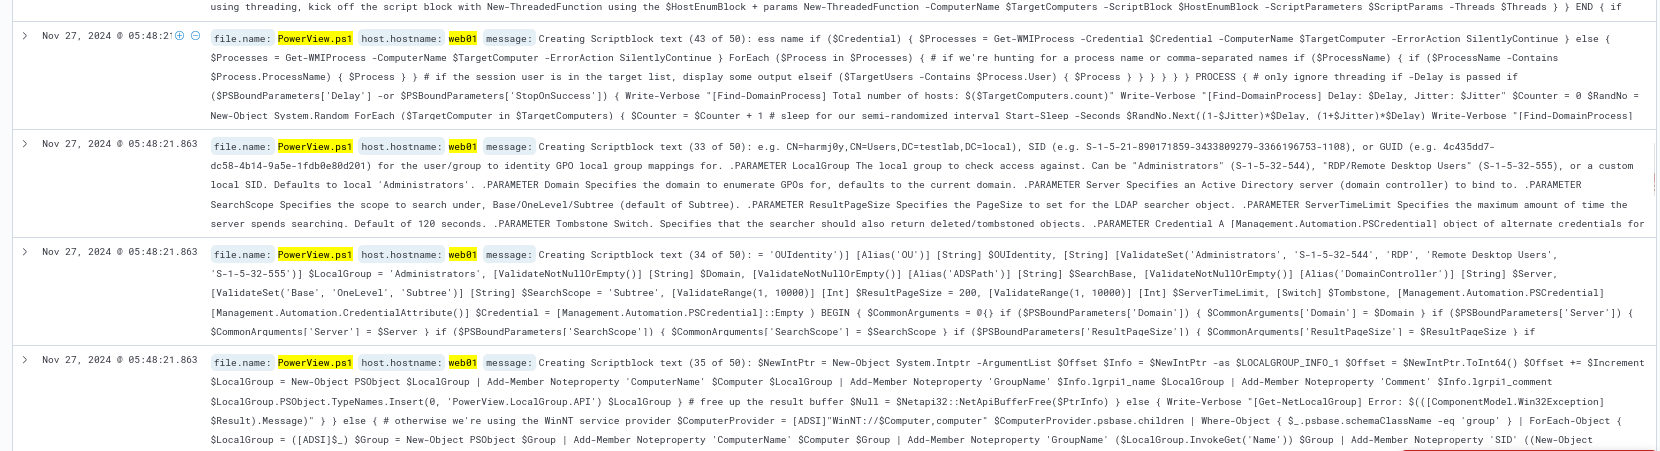 using threading, kick off the script block with New-ThreadedFunction using the $HostEnumBlock + params New-ThreadedFunction -ComputerName $TargetComputers -ScriptBlock $HostEnumBlock -ScriptParameters $ScriptParams -Threads $Threads } } END { if
Nov 27, 2024 @ 05:48:21 file.name: PowerView.ps1 host.hostname: web01 message: Creating Scriptblock text (43 of 50): ess name if ($Credential) { $Processes = Get-WMIProcess -Credential $Credential -ComputerName $TargetComputer -ErrorAction SilentlyContinue } else {
$Processes = Get-WMIProcess -ComputerName $TargetComputer -ErrorAction SilentlyContinue } ForEach ($Process in $Processes) { # if we're hunting for a process name or comma-separated names if ($ProcessName) { if ($ProcessName -Contains
$Process.ProcessName) { $Process } } # if the session user is in the target list, display some output elseif ($TargetUsers -Contains $Process.User) { $Process } } } } } } PROCESS { # only ignore threading if -Delay is passed if
($PSBoundParameters['Delay'] -or $PSBoundParameters['StopOnSuccess']) { Write-Verbose "[Find-DomainProcess] Total number of hosts: $($TargetComputers.count)" Write-Verbose "[Find-DomainProcess] Delay: $Delay, Jitter: $Jitter" $Counter = 0 $RandNo =
New-Object System.Random ForEach ($TargetComputer in $TargetComputers) { $Counter = $Counter + 1 # sleep for our semi-randomized interval Start-Sleep -Seconds $RandNo.Next((1-$Jitter)*$Delay, (1+$Jitter)*$Delay) Write-Verbose "[Find-DomainProcess]
Nov 27, 2024 @ 05:48:21.863 file.name: PowerView.ps1 host.hostname: web01 message: Creating Scriptblock text (33 of 50): e.g. CN=harmj0y,CN=Users,DC=testlab,DC=local), SID (e.g. S-1-5-21-890171859-3433809279-3366196753-1108), or GUID (e.g. 4c435dd7-
dc58-4b14-9a5e-1fdb0e80d201) for the user/group to identity GPO local group mappings for. .PARAMETER LocalGroup The local group to check access against. Can be "Administrators" (S-1-5-32-544), "RDP/Remote Desktop Users" (S-1-5-32-555), or a custom
local SID. Defaults to local 'Administrators'. .PARAMETER Domain Specifies the domain to enumerate GPOs for, defaults to the current domain. .PARAMETER Server Specifies an Active Directory server (domain controller) to bind to. .PARAMETER
SearchScope Specifies the scope to search under, Base/OneLevel/Subtree (default of Subtree). .PARAMETER ResultPageSize Specifies the PageSize to set for the LDAP searcher object. .PARAMETER ServerTimeLimit Specifies the maximum amount of time the
server spends searching. Default of 120 seconds. .PARAMETER Tombstone Switch. Specifies that the searcher should also return deleted/tombstoned objects. .PARAMETER Credential A [Management.Automation.PSCredential] object of alternate credentials for
Nov 27, 2024 @ 05:48:21.863 file.name: PowerView.ps1 host.hostname: web01 message: Creating Scriptblock text (34 of 50): = 'OUIdentity')] [Alias('OU')] [String] $OUIdentity, [String] [ValidateSet('Administrators', 'S-1-5-32-544', 'RDP', 'Remote Desktop Users',
'S-1-5-32-555')] $LocalGroup = 'Administrators', [ValidateNotNullOrEmpty()] [String] $Domain, [ValidateNotNullOrEmpty()] [Alias('ADSPath')] [String] $SearchBase, [ValidateNotNullOrEmpty()] [Alias('DomainController')] [String] $Server,
[ValidateSet('Base', 'OneLevel', 'Subtree')] [String] $SearchScope = 'Subtree', [ValidateRange(1, 10000)] [Int] $ResultPageSize = 200, [ValidateRange(1, 10000)] [Int] $ServerTimeLimit, [Switch] $Tombstone, [Management.Automation.PSCredential]
[Management.Automation.CredentialAttribute()] $Credential = [Management.Automation.PSCredential]::Empty ) BEGIN { $CommonArguments = @{} if ($PSBoundParameters['Domain']) { $CommonArguments['Domain'] = $Domain } if ($PSBoundParameters['Server']) {
$CommonArguments['Server'] = $Server } if ($PSBoundParameters['SearchScope']) { $CommonArguments['SearchScope'] = $SearchScope } if ($PSBoundParameters['ResultPageSize']) { $CommonArguments['ResultPageSize'] = $ResultPageSize } if
Nov 27, 2024 @ 05:48:21.863 file.name: PowerView.ps1 host.hostname: web01 message: Creating Scriptblock text (35 of 50): $NewIntPtr = New-Object System.Intptr -ArgumentList $Offset $Info = $NewIntPtr -as $LOCALGROUP_INFO_1 $Offset = $NewIntPtr.ToInt64() $Offset += $Increment
$LocalGroup = New-Object PSObject $LocalGroup | Add-Member Noteproperty 'ComputerName' $Computer $LocalGroup | Add-Member Noteproperty 'GroupName' $Info.lgrpi1_name $LocalGroup | Add-Member Noteproperty 'Comment' $Info.lgrpi1_comment
$LocalGroup.PSObject.TypeNames.Insert(0, 'PowerView.LocalGroup.API') $LocalGroup } # free up the result buffer $Null = $Netapi32::NetApiBufferFree($PtrInfo) } else { Write-Verbose "[Get-NetLocalGroup] Error: $(([ComponentModel.Win32Exception]
$Result).Message)" } } else { # otherwise we're using the WinNT service provider $ComputerProvider = [ADSI]"WinNT://$Computer,computer" $ComputerProvider.psbase.children | Where-Object { $_.psbase.schemaClassName -eq 'group' } | ForEach-Object {
$LocalGroup = ([ADSI]$_) $Group = New-Object PSObject $Group | Add-Member Noteproperty 'ComputerName' $Computer $Group | Add-Member Noteproperty 'GroupName' ($LocalGroup.InvokeGet('Name')) $Group | Add-Member Noteproperty 'SID' ((New-Object